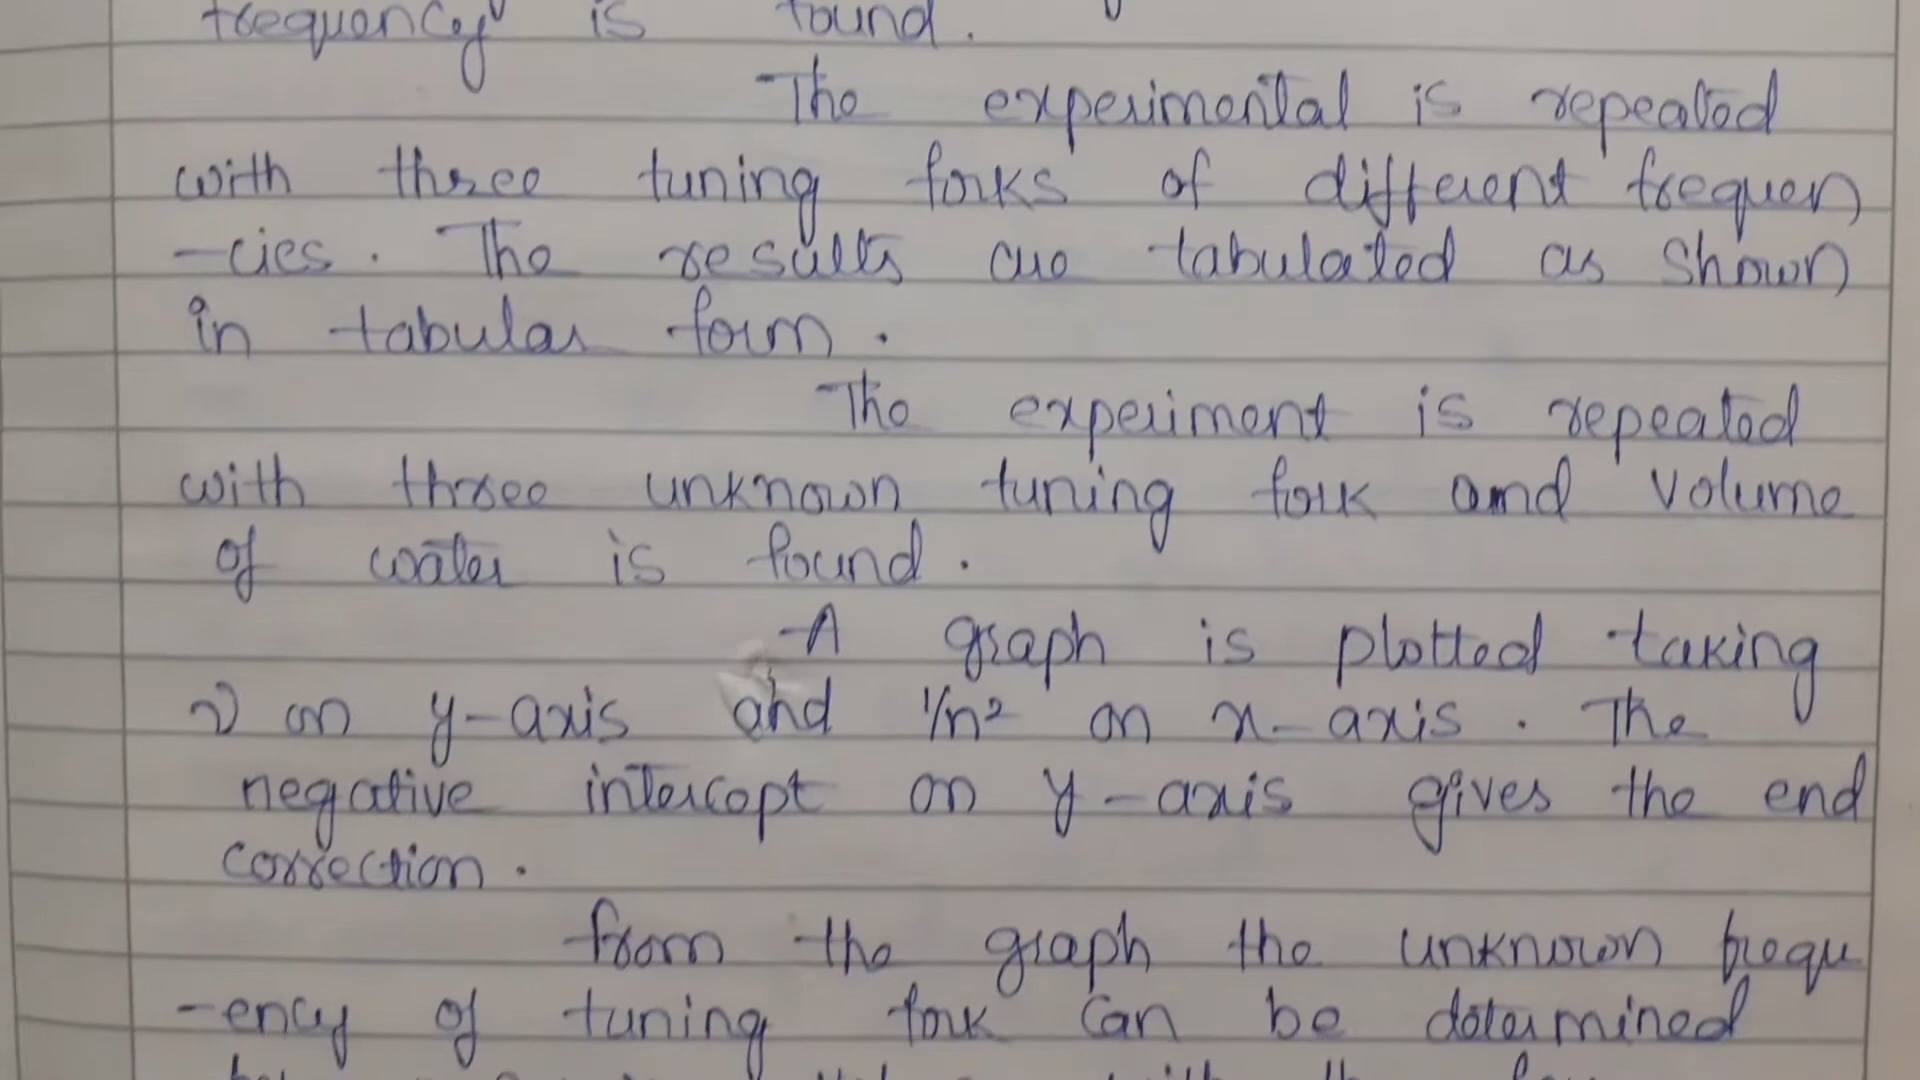 frequency is found.
The experimental is repeated
with three tuning forks of different frequen
-cies. The results are tabulated as shown
in tabular form.
The experiment is repeated
with three unknown tuning fork and volume
of water is found.
A graph is plotted taking
v on y-axis and 1/n² on x-axis. The
negative intercept on y-axis gives the end
correction.
from the graph the unknown frequ
-ency of tuning fork can be determined